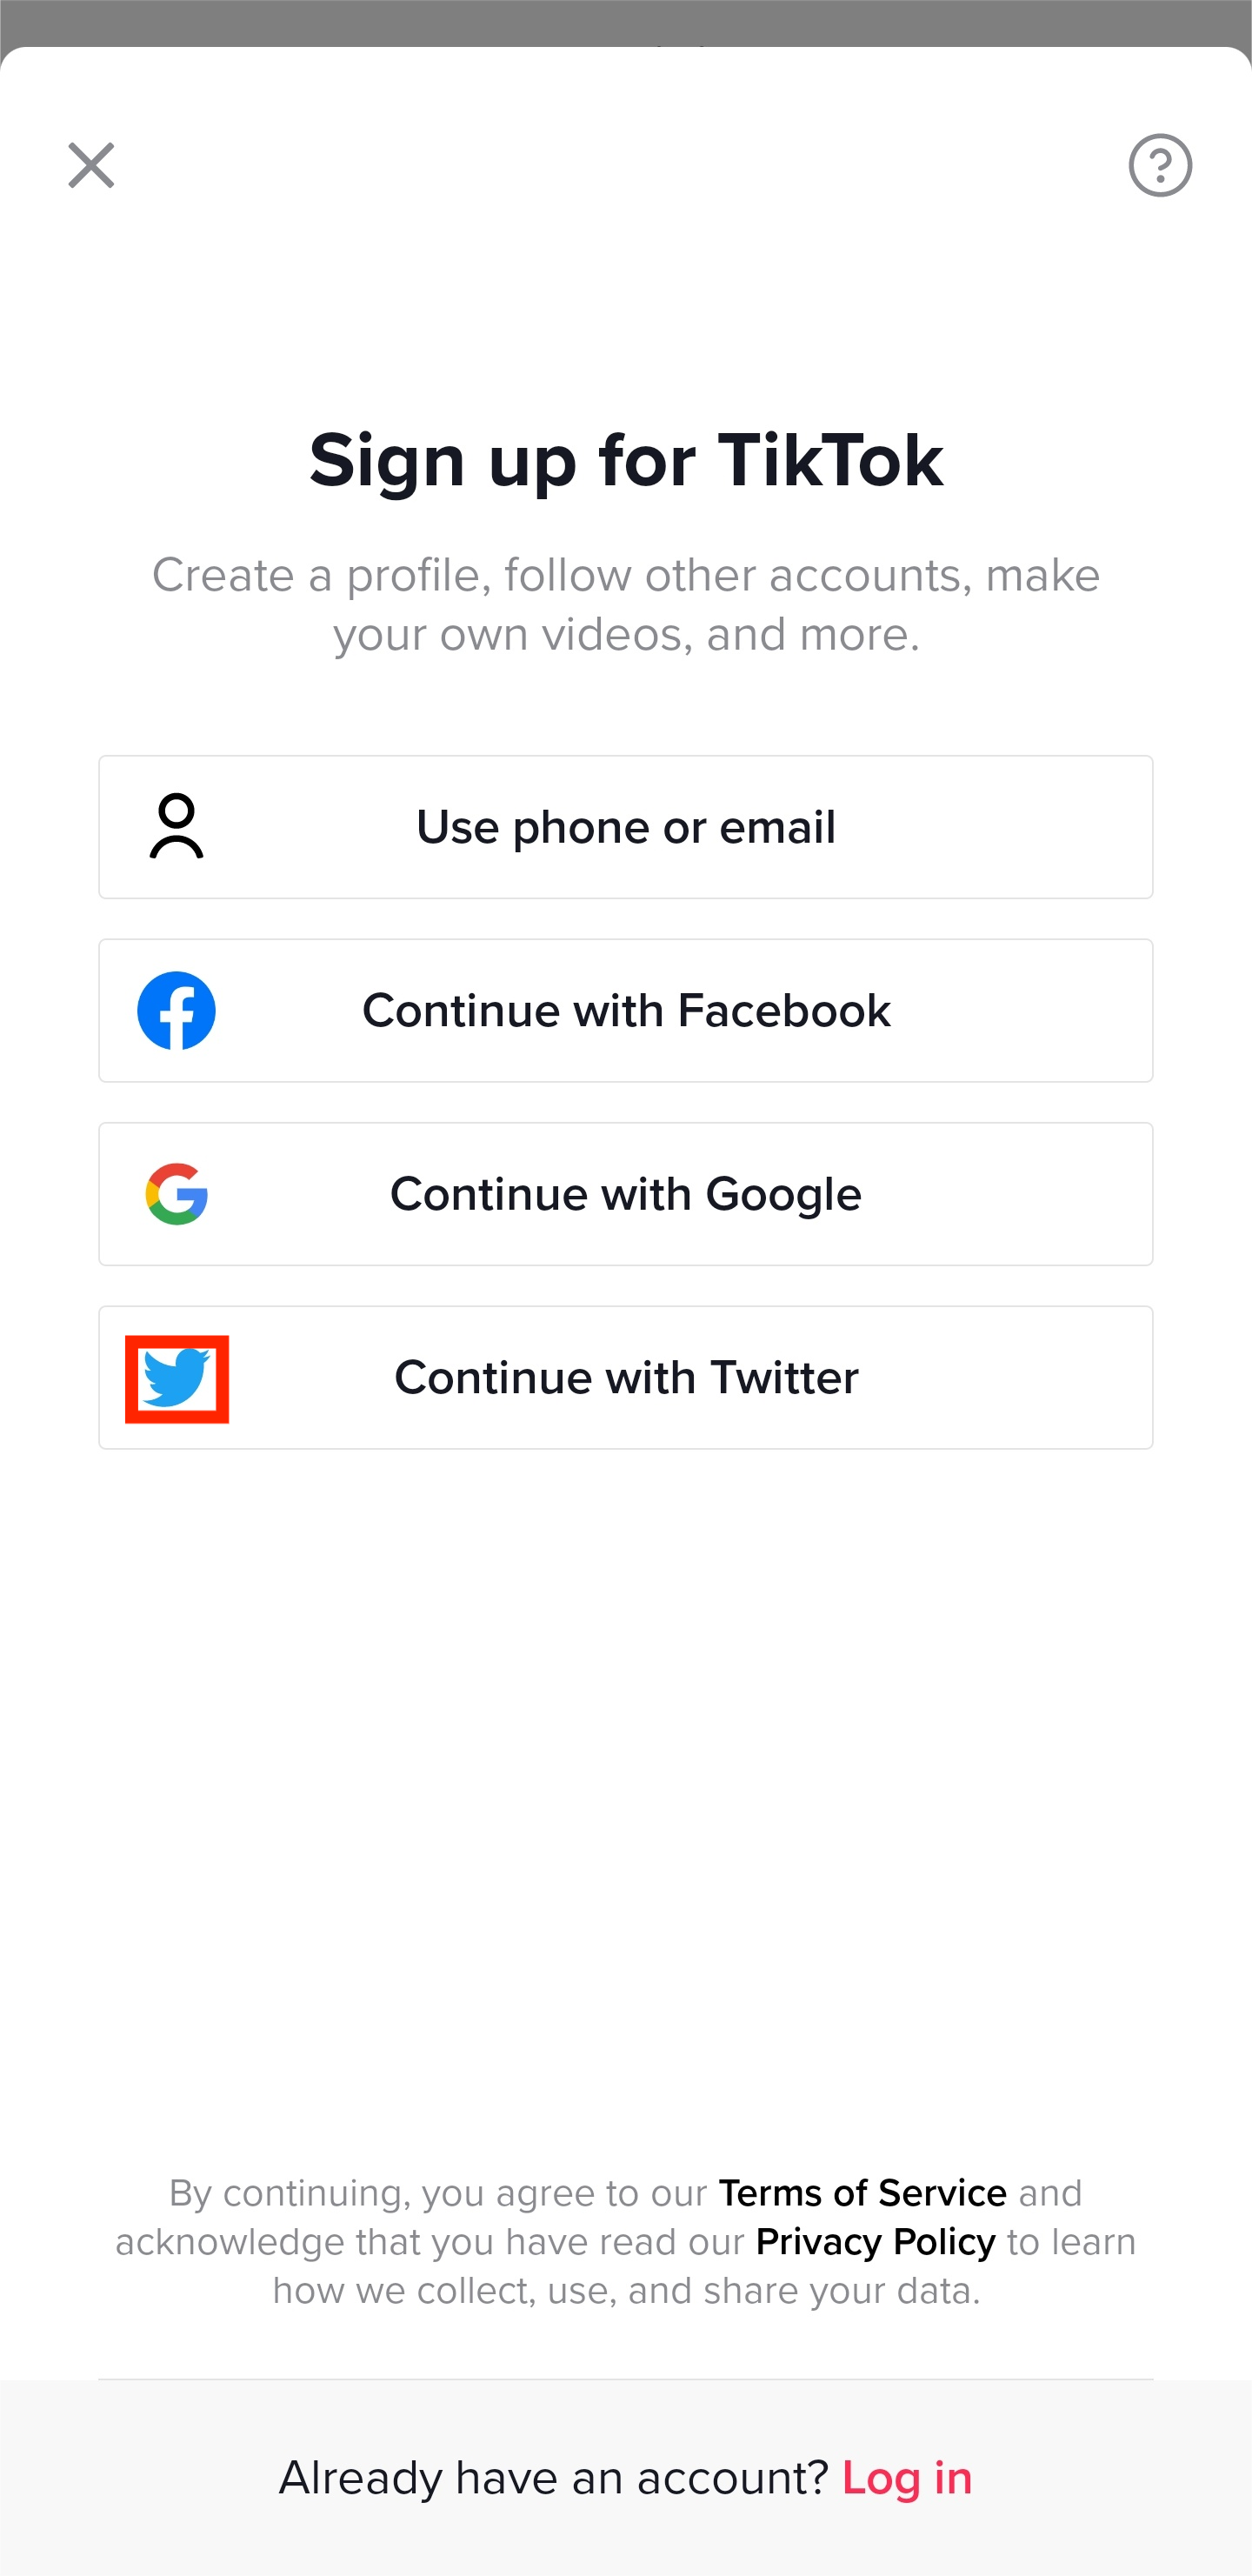 Sign up for TikTok
Create a profile, follow other accounts, make
your own videos, and more.
Use phone or email
Continue with Facebook
Continue with Google
Continue with Twitter
By continuing, you agree to our Terms of Service and
acknowledge that you have read our Privacy Policy to learn
how we collect, use, and share your data.
Already have an account? Log in